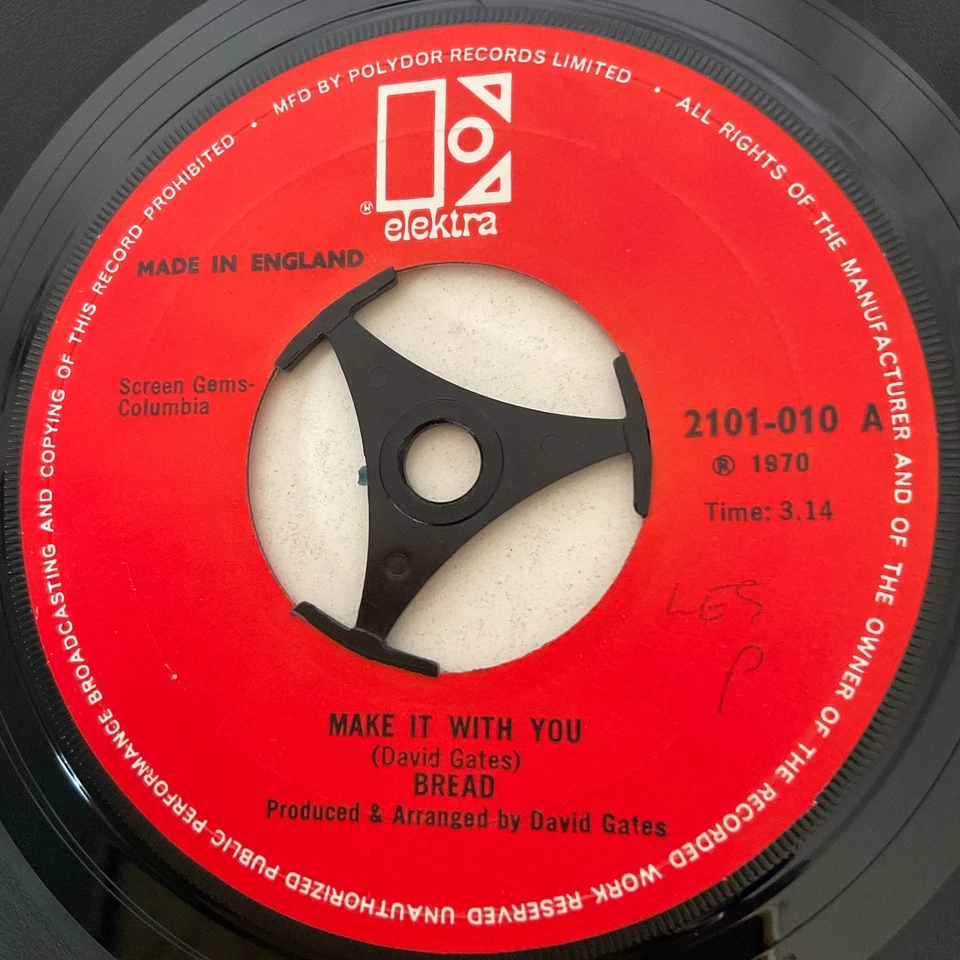 MFD BY POLYDOR RECORDS LIMITED • ALL RIGHTS OF THE MANUFACTURER AND OF THE OWNER OF THE RECORDED WORK RESERVED UNAUTHORIZED PUBLIC PERFORMANCE BROADCASTING AND COPYING OF THIS RECORD PROHIBITED •
elektra
MADE IN ENGLAND
Screen Gems-
Columbia
2101-010 A
℗ 1970
Time: 3.14
LES
P
MAKE IT WITH YOU
(David Gates)
BREAD
Produced & Arranged by David Gates